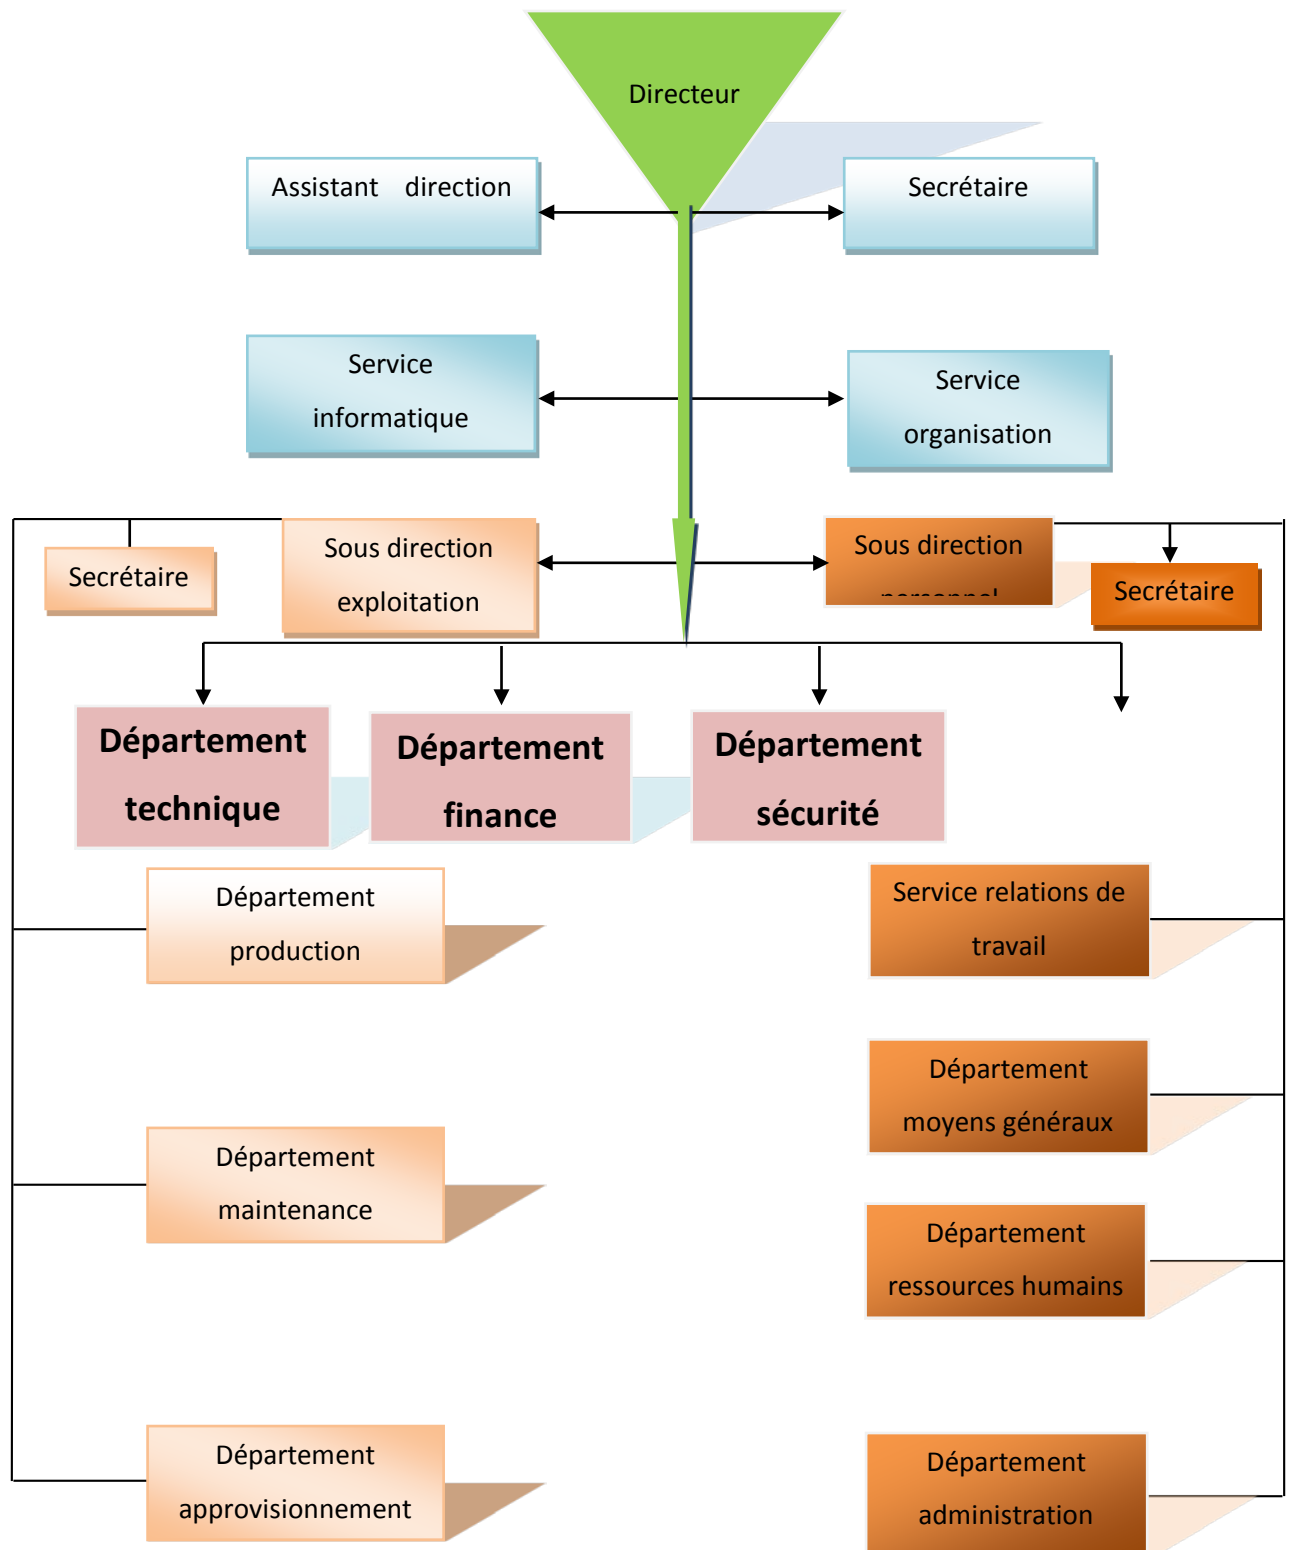 Directeur
Assistant direction
Secrétaire
Service
informatique
Service
organisation
Sous direction
exploitation
Sous direction
Secrétaire
Secrétaire
Département
technique
Département
finance
Département
sécurité
Département
production
Service relations de
travail
Département
moyens généraux
Département
maintenance
Département
ressources humains
Département
approvisionnement
Département
administration